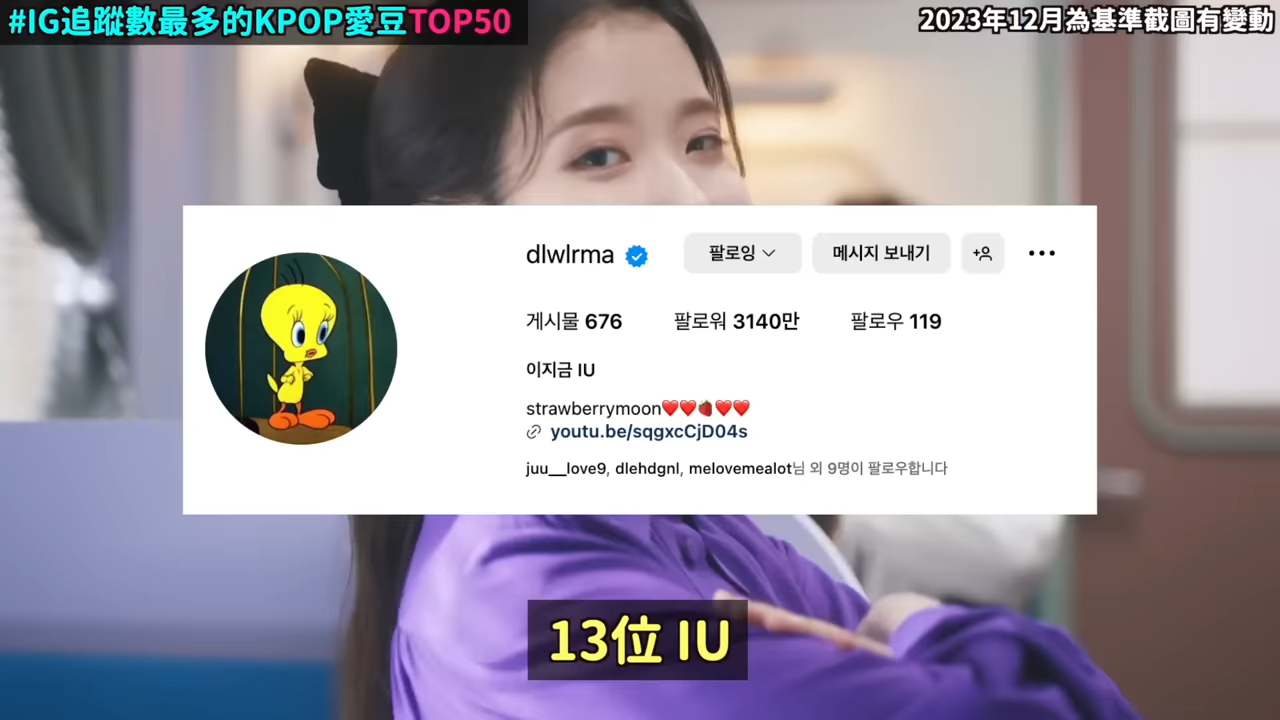 #IG追蹤數最多的KPOP愛豆TOP50
2023年12月為基準截圖有變動
dlwlrma
팔로잉
메시지 보내기
게시물 676
팔로워 3140만
팔로우 119
이지금 IU
strawberrymoon❤️❤️🍓❤️❤️
youtu.be/sqgxcCjD04s
juu__love9, dlehdgnl, melovemealot님 외 9명이 팔로우합니다
13位 IU